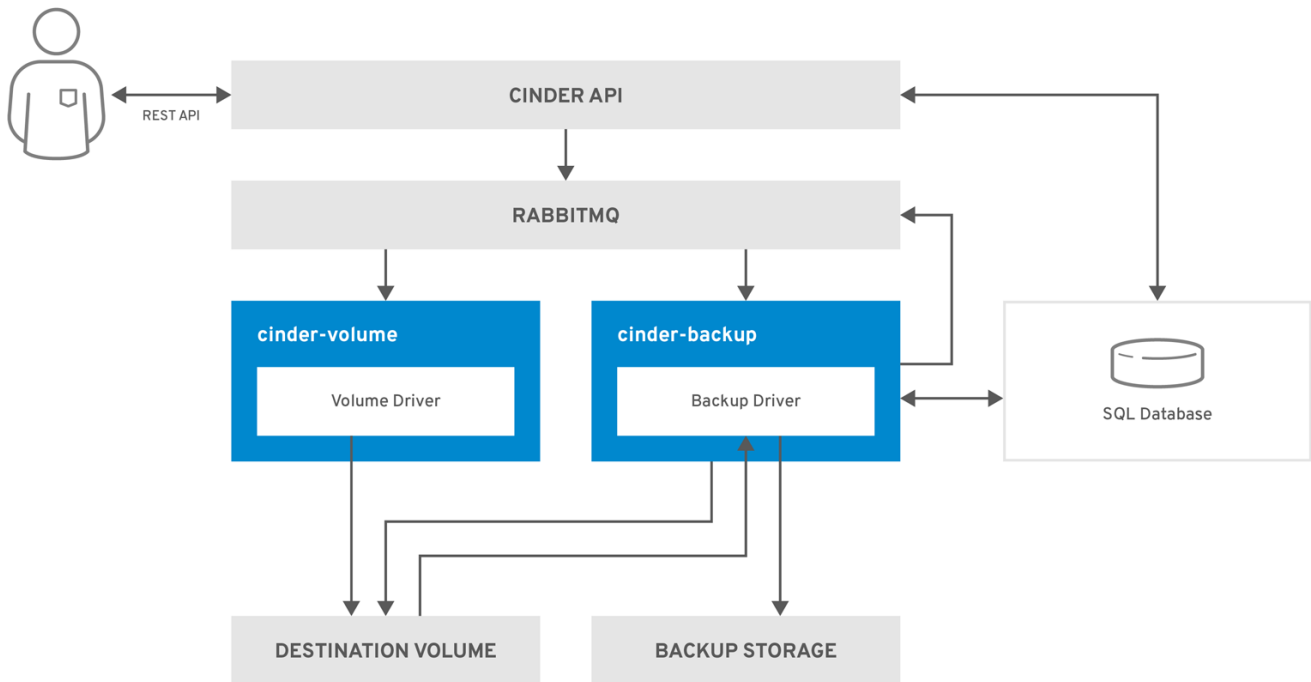 CINDER API
REST API
RABBITMQ
cinder-volume
cinder-backup
Volume Driver
Backup Driver
SQL Database
DESTINATION VOLUME
BACKUP STORAGE